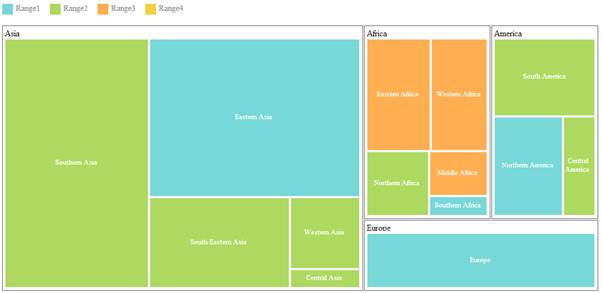 Range1 Range2 Range3 Range4
Asia
Southern Asia
Eastern Asia
South-Eastern Asia
Western Asia
Central Asia
Africa
Eastern Africa
Western Africa
Northern Africa
Middle Africa
Southern Africa
America
South America
Northern America
Central
America
Europe
Europe